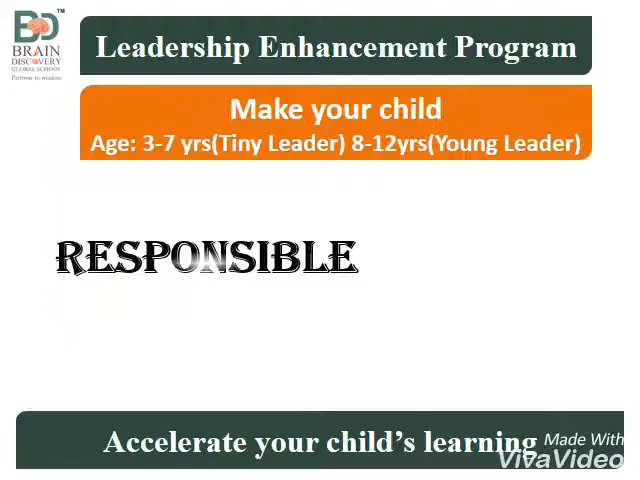 BD™
BRAIN
DISCOVERY
GLOBAL SCHOOL
Pathway to wisdom
Leadership Enhancement Program
Make your child
Age: 3-7 yrs(Tiny Leader) 8-12yrs(Young Leader)
RESPONSIBLE
Accelerate your child's learning
Made With
VivaVideo